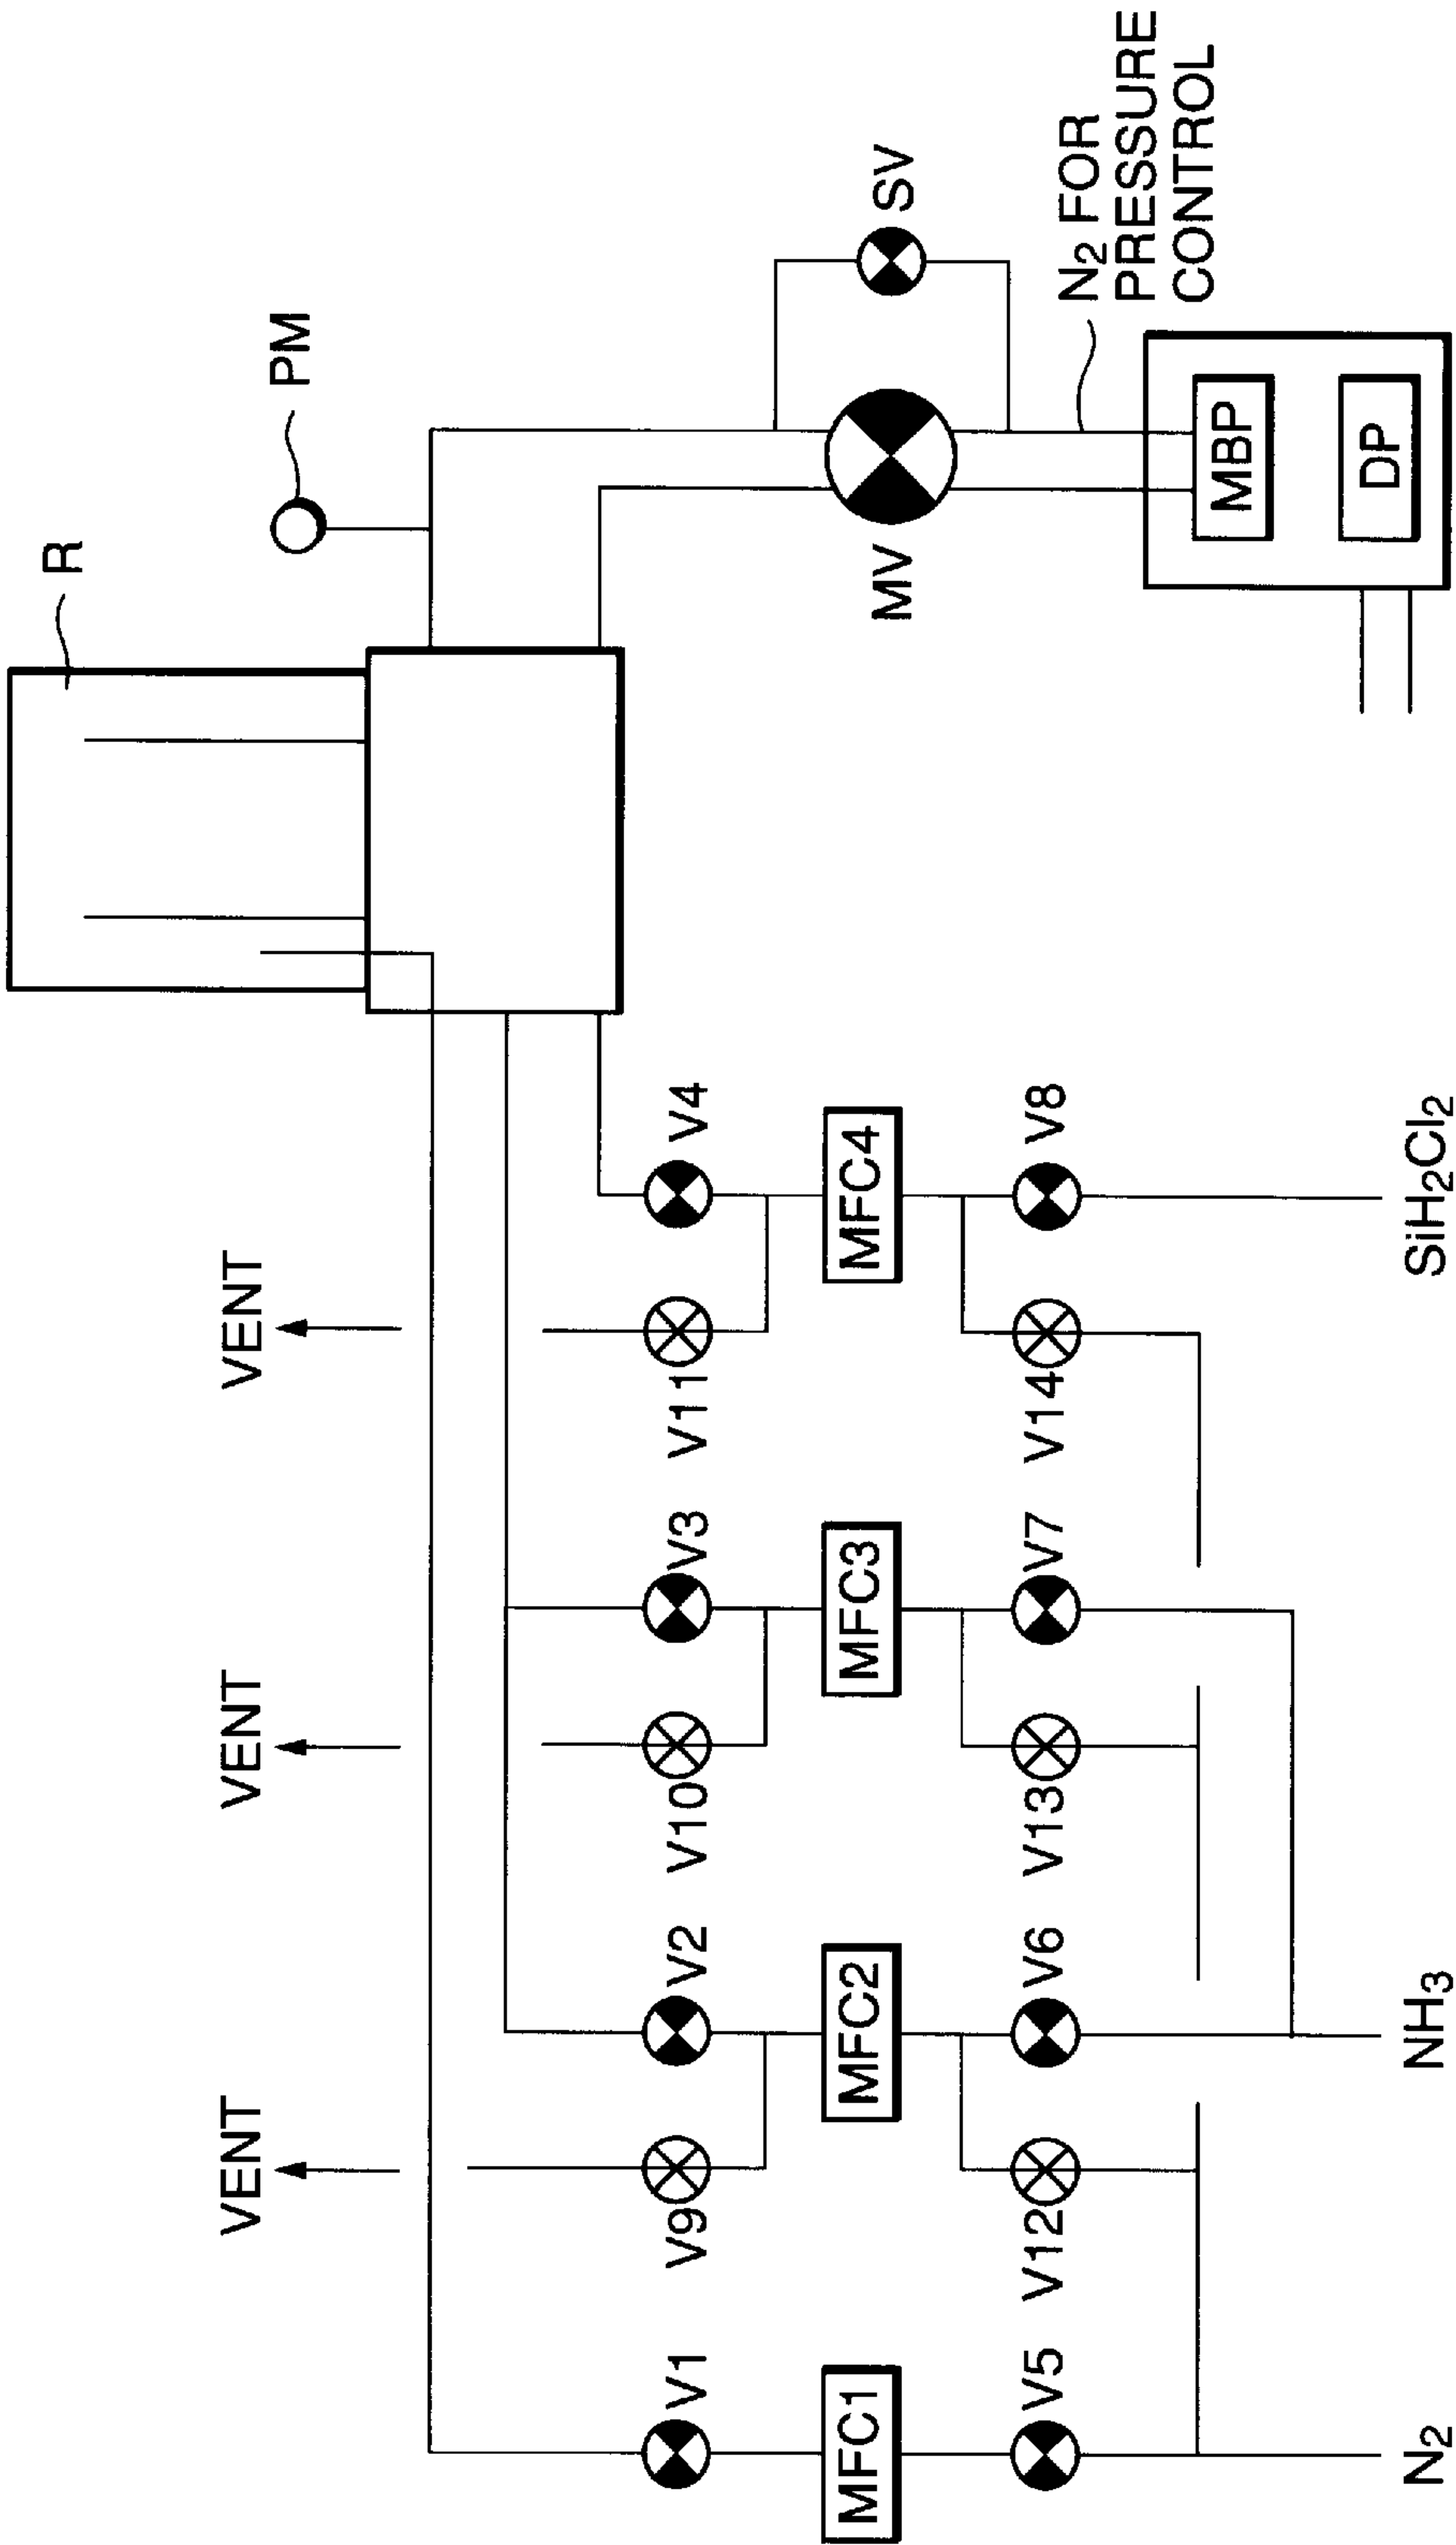 R
PM
SV
MV
N2 FOR
PRESSURE
CONTROL
MBP
DP
VENT
VENT
VENT
V1
V9
V2
V10
V3
V11
V4
MFC1
MFC2
MFC3
MFC4
V5
V12
V6
V13
V7
V14
V8
N2
NH3
SiH2Cl2